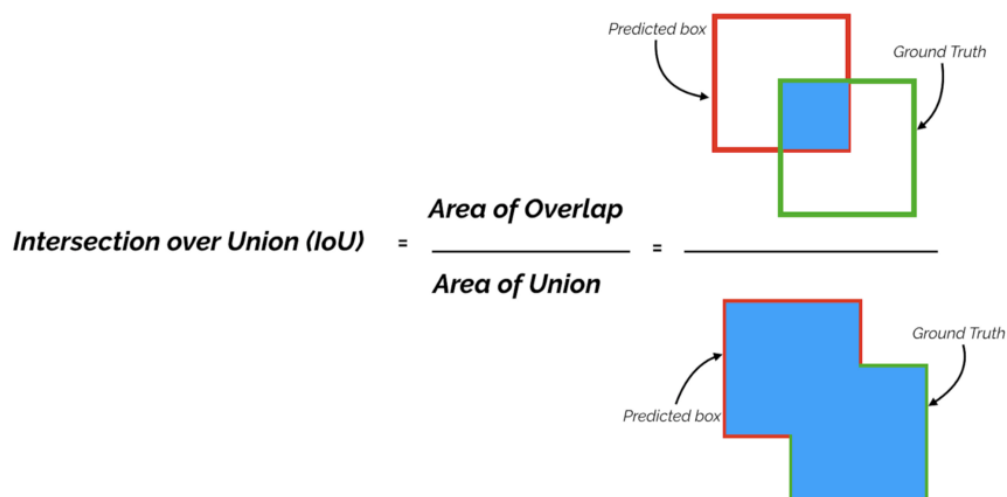 Predicted box
Ground Truth
Area of Overlap
Intersection over Union (IoU) = =
Area of Union
Ground Truth
Predicted box